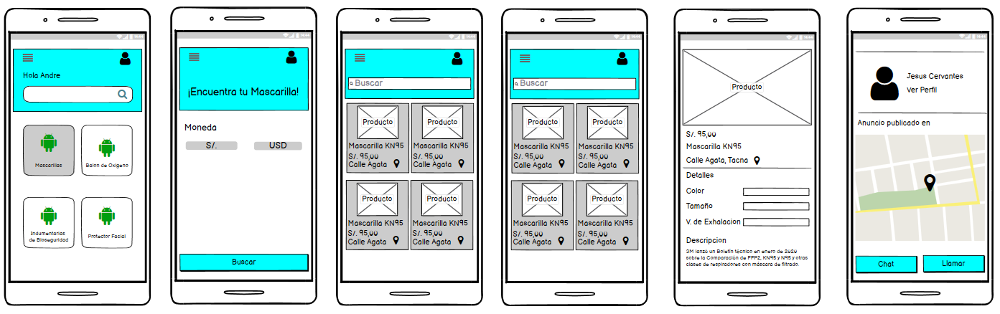 Hola Andre
Mascarillas
Balon de Oxigeno
Indumentarias
de Bioseguridad
Protector Facial
¡Encuentra tu Mascarilla!
Moneda
S/.
USD
Buscar
Buscar
Producto
Producto
Mascarilla KN95
Mascarilla KN95
S/. 95,00
S/. 95,00
Calle Agata
Calle Agata
Producto
Producto
Mascarilla KN95
Mascarilla KN95
S/. 95,00
S/. 95,00
Calle Agata
Calle Agata
Buscar
Producto
Producto
Mascarilla KN95
Mascarilla KN95
S/. 95,00
S/. 95,00
Calle Agata
Calle Agata
Producto
Producto
Mascarilla KN95
Mascarilla KN95
S/. 95,00
S/. 95,00
Calle Agata
Calle Agata
Producto
S/. 95,00
Mascarilla KN95
Calle Agata, Tacna
Detalles
Color
Tamaño
V. de Exhalacion
Descripcion
3M lanzó un Boletín técnico en enero de 2020
sobre la Comparación de FFP2, KN95 y N95 y otras
clases de respiradores con máscara de filtrado.
Jesus Cervantes
Ver Perfil
Anuncio publicado en
Chat
Llamar